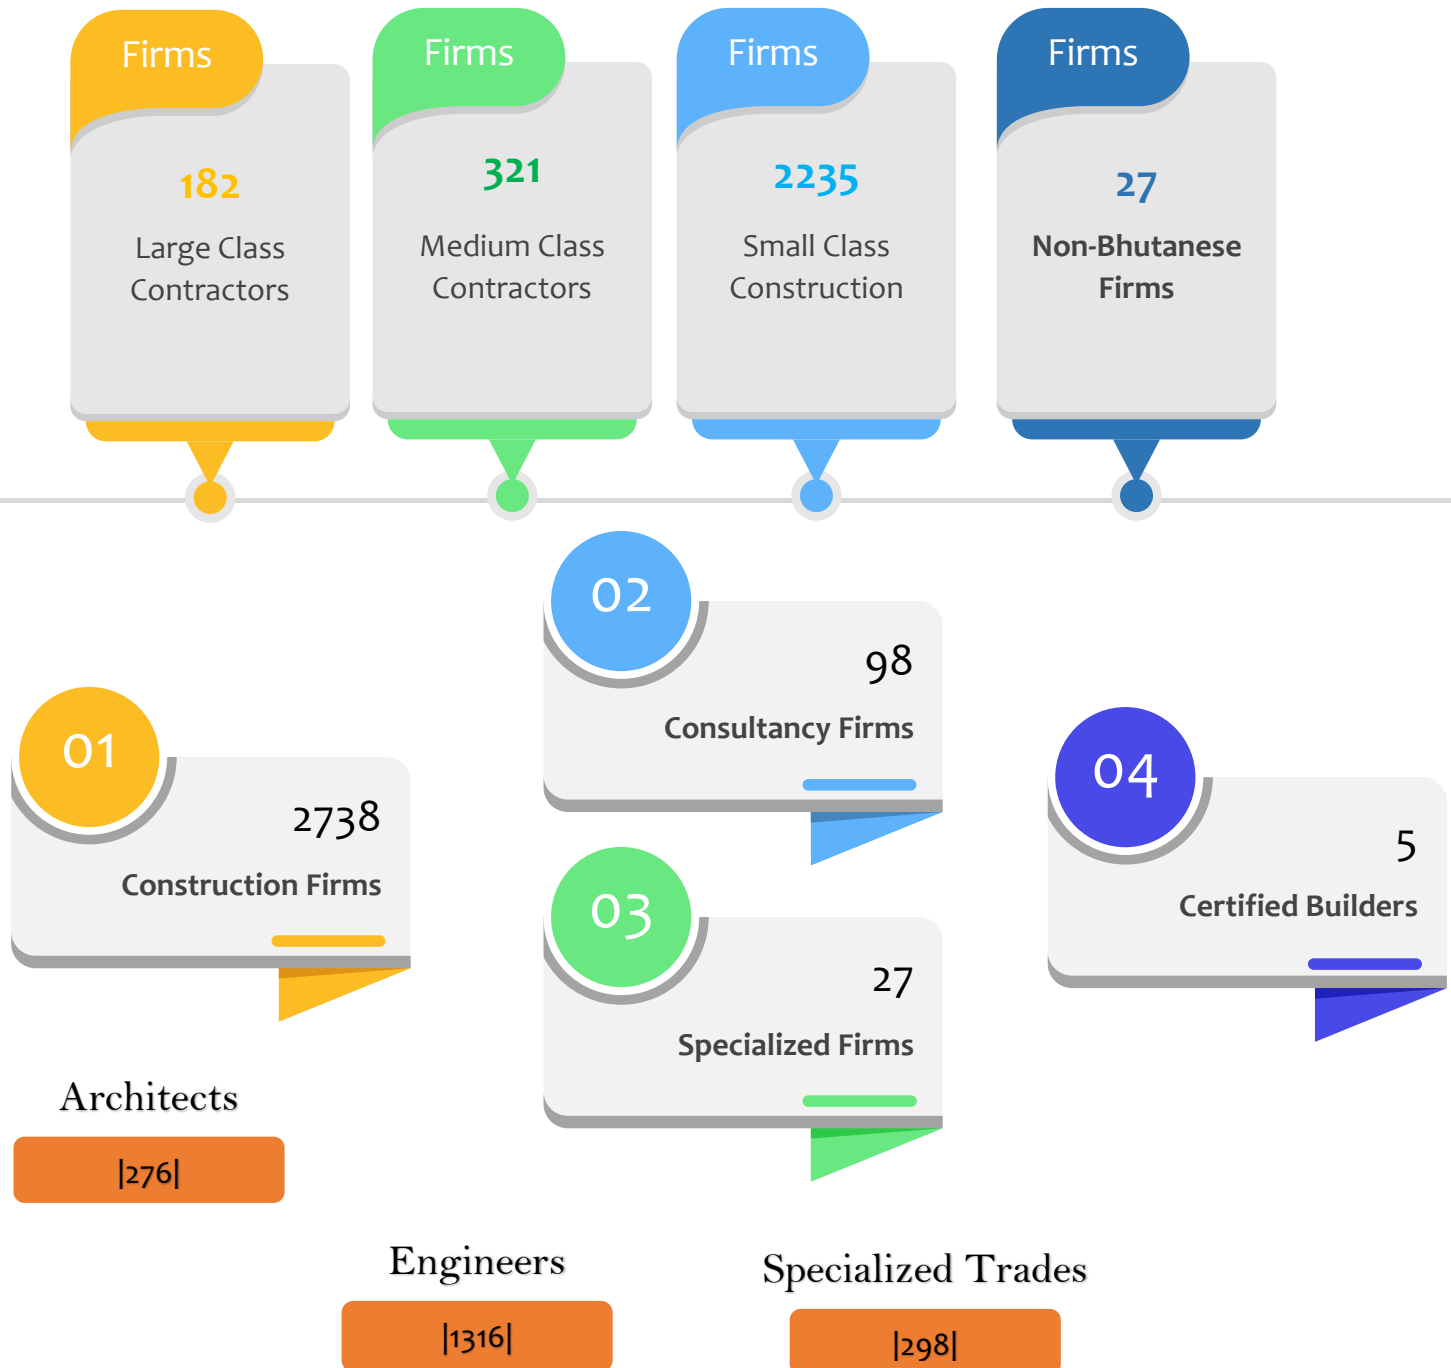 Firms
182
Large Class
Contractors
Firms
321
Medium Class
Contractors
Firms
2235
Small Class
Construction
Firms
27
Non-Bhutanese
Firms
01
2738
Construction Firms
02
98
Consultancy Firms
03
27
Specialized Firms
04
5
Certified Builders
Architects
|276|
Engineers
|1316|
Specialized Trades
|298|